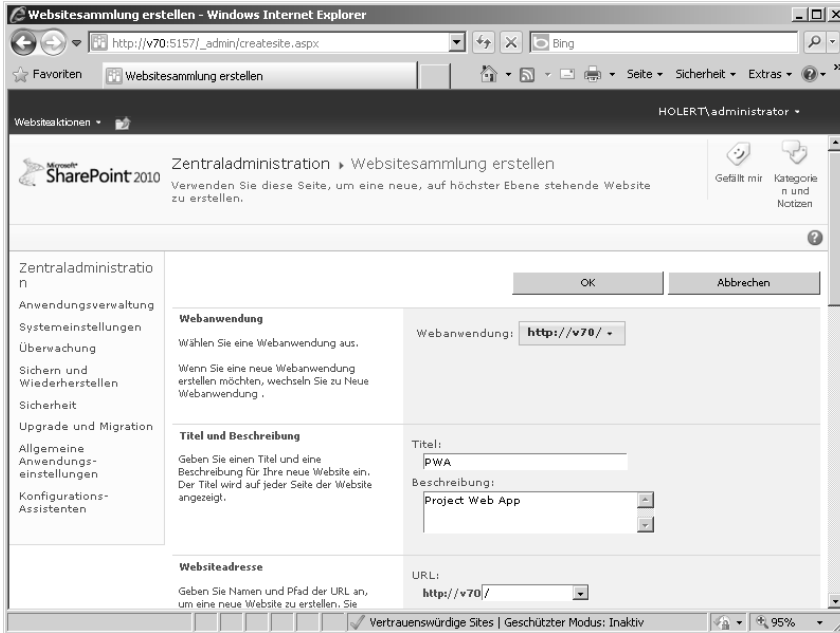 Websitesammlung erstellen - Windows Internet Explorer
http://v70:5157/_admin/createsite.aspx
Bing
Favoriten
Websitesammlung erstellen
Seite
Sicherheit
Extras
HOLERT\administrator
Websiteaktionen
Microsoft
SharePoint 2010
Zentraladministration
Websitesammlung erstellen
Verwenden Sie diese Seite, um eine neue, auf höchster Ebene stehende Website
zu erstellen.
Gefällt mir
Kategorie
n und
Notizen
Zentraladministratio
n
Anwendungsverwaltung
Systemeinstellungen
Überwachung
Sichern und
Wiederherstellen
Sicherheit
Upgrade und Migration
Allgemeine
Anwendungs-
einstellungen
Konfigurations-
Assistenten
OK
Abbrechen
Webanwendung
Wählen Sie eine Webanwendung aus.
Wenn Sie eine neue Webanwendung
erstellen möchten, wechseln Sie zu Neue
Webanwendung .
Webanwendung: http://v70/
Titel und Beschreibung
Geben Sie einen Titel und eine
Beschreibung für Ihre neue Website ein.
Der Titel wird auf jeder Seite der Website
angezeigt.
Titel:
PWA
Beschreibung:
Project Web App
Websiteadresse
Geben Sie Namen und Pfad der URL an,
um eine neue Website zu erstellen. Sie
URL:
http://v70 /
Vertrauenswürdige Sites | Geschützter Modus: Inaktiv
95%